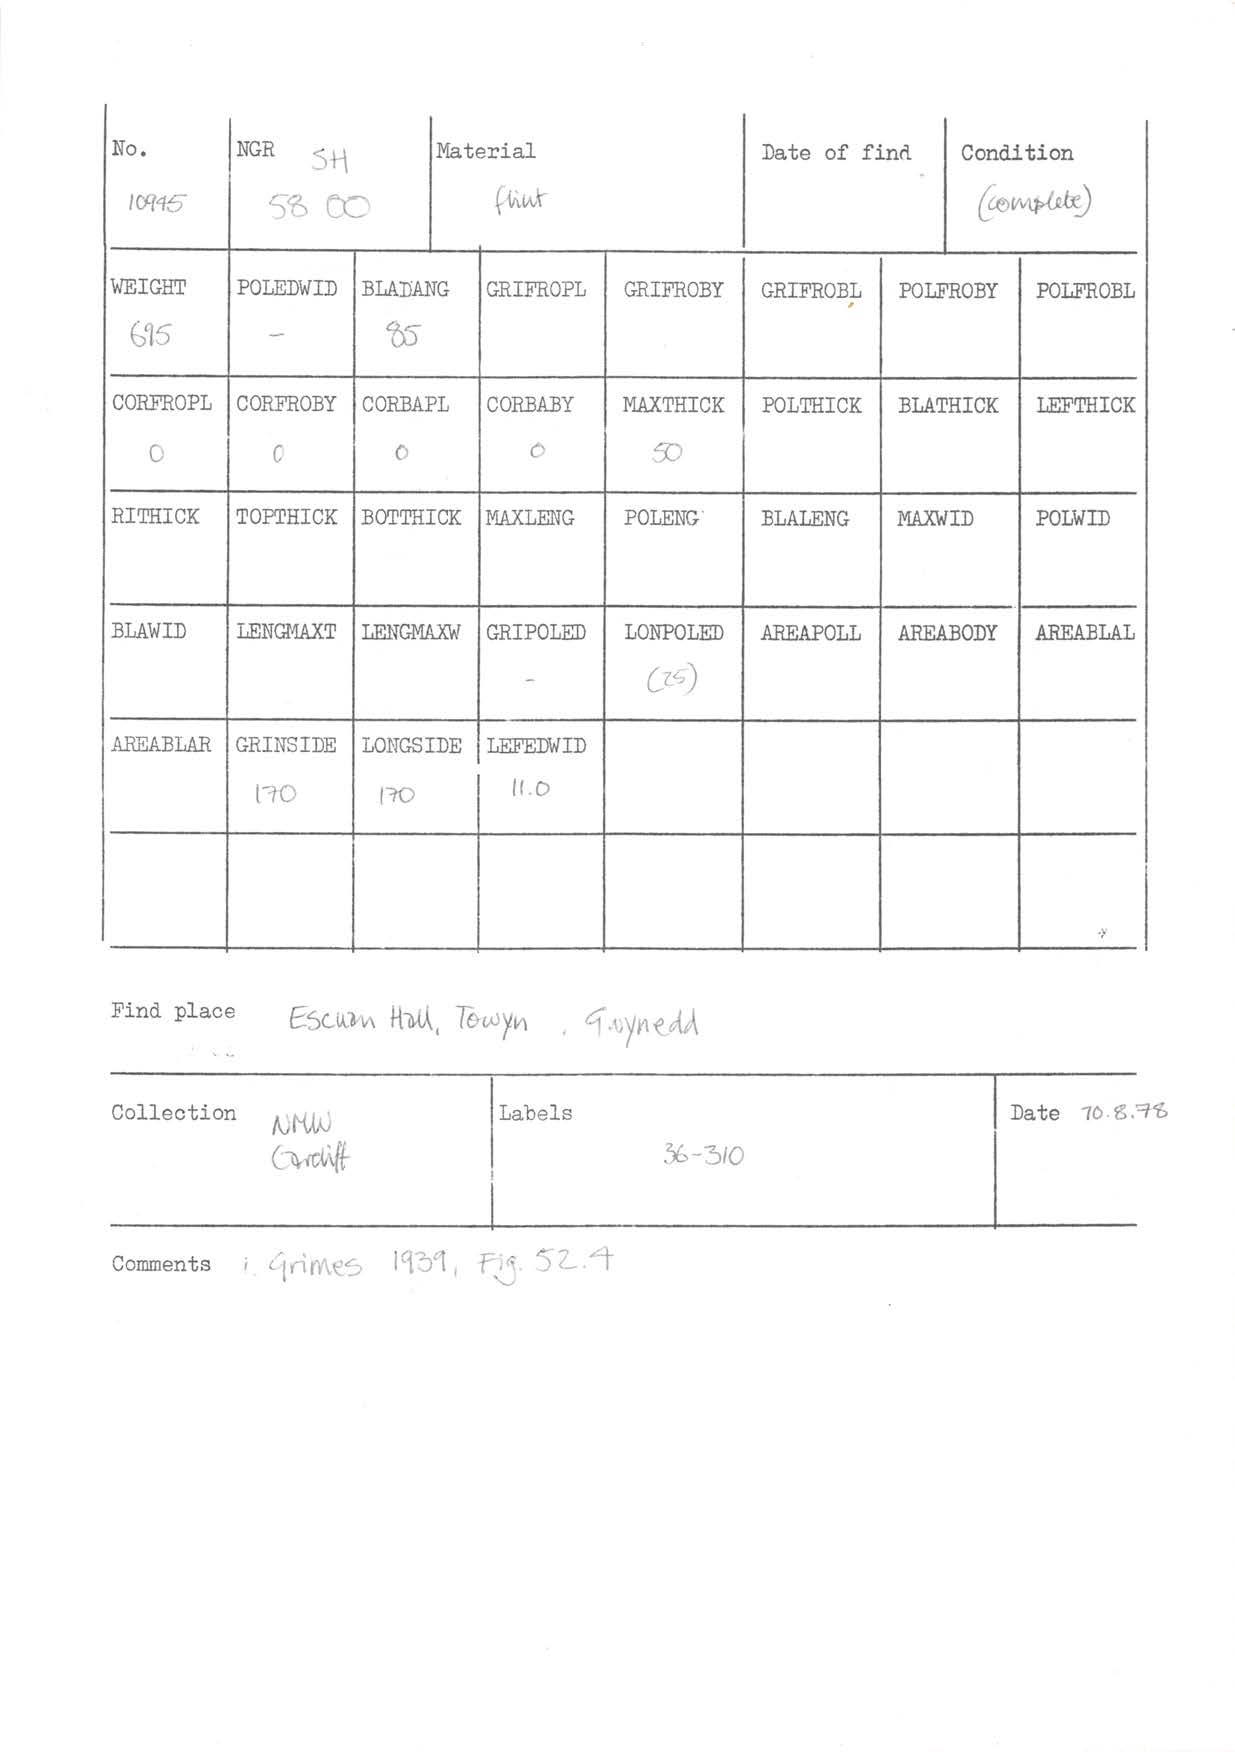 No. NGR SH Material Date of find Condition
10945 58 00 flint (complete)
WEIGHT POLEDWID BLADANG GRIFROPL GRIFROBY GRIFROBL POLFROBY POLFROBL
695 - 85
CORFROPL CORFROBY CORBAPL CORBABY MAXTHICK POLTHICK BLATHICK LEFTHICK
0 0 0 0 50
RITHICK TOPTHICK BOTTHICK MAXLENG POLENG BLALENG MAXWID POLWID
BLAWID LENGMAXT LENGMAXW GRIPOLED LONPOLED AREAPOLL AREABODY AREABLAL
- (25)
AREABLAR GRINSIDE LONGSIDE LEFEDWID
170 170 11.0
Find place Escuan Hall, Towyn , Gwynedd
Collection NMW Labels Date 10.8.78
Cardiff 36-310
Comments i. Grimes 1939, Fig. 52.4